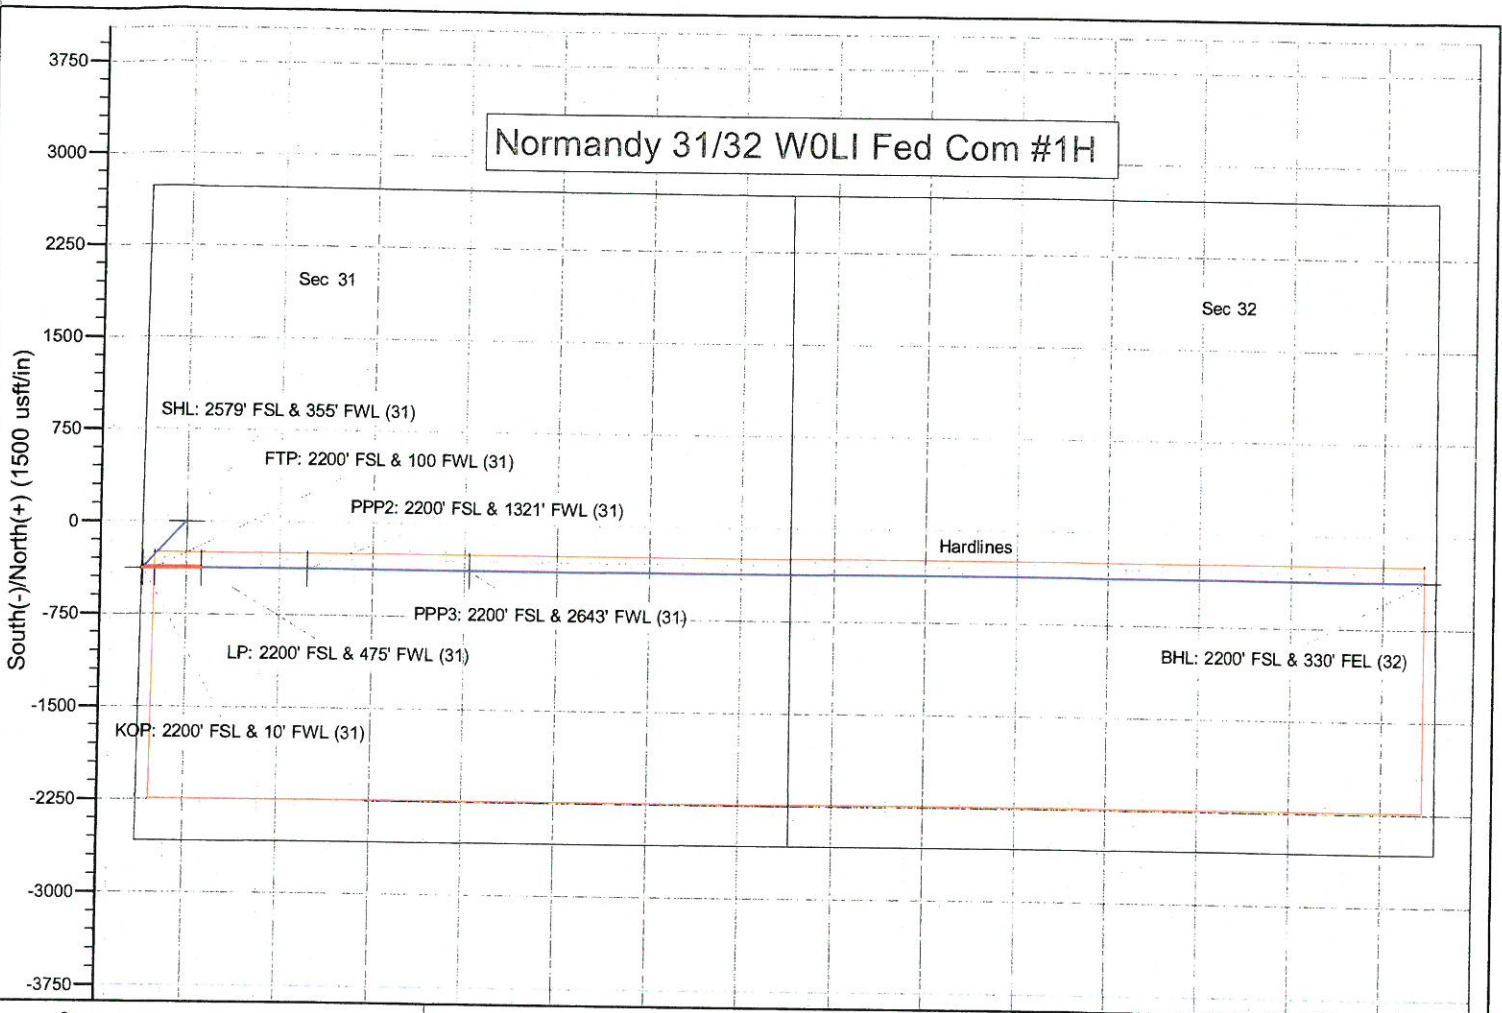 3750
3000
2250
1500
750
0
-750
-1500
-2250
-3000
-3750
South(-)/North(+) (1500 usft/in)
Normandy 31/32 W0LI Fed Com #1H
Sec 31
Sec 32
SHL: 2579' FSL & 355' FWL (31)
FTP: 2200' FSL & 100 FWL (31)
PPP2: 2200' FSL & 1321' FWL (31)
Hardlines
PPP3: 2200' FSL & 2643' FWL (31)
LP: 2200' FSL & 475' FWL (31)
BHL: 2200' FSL & 330' FEL (32)
KOP: 2200' FSL & 10' FWL (31)